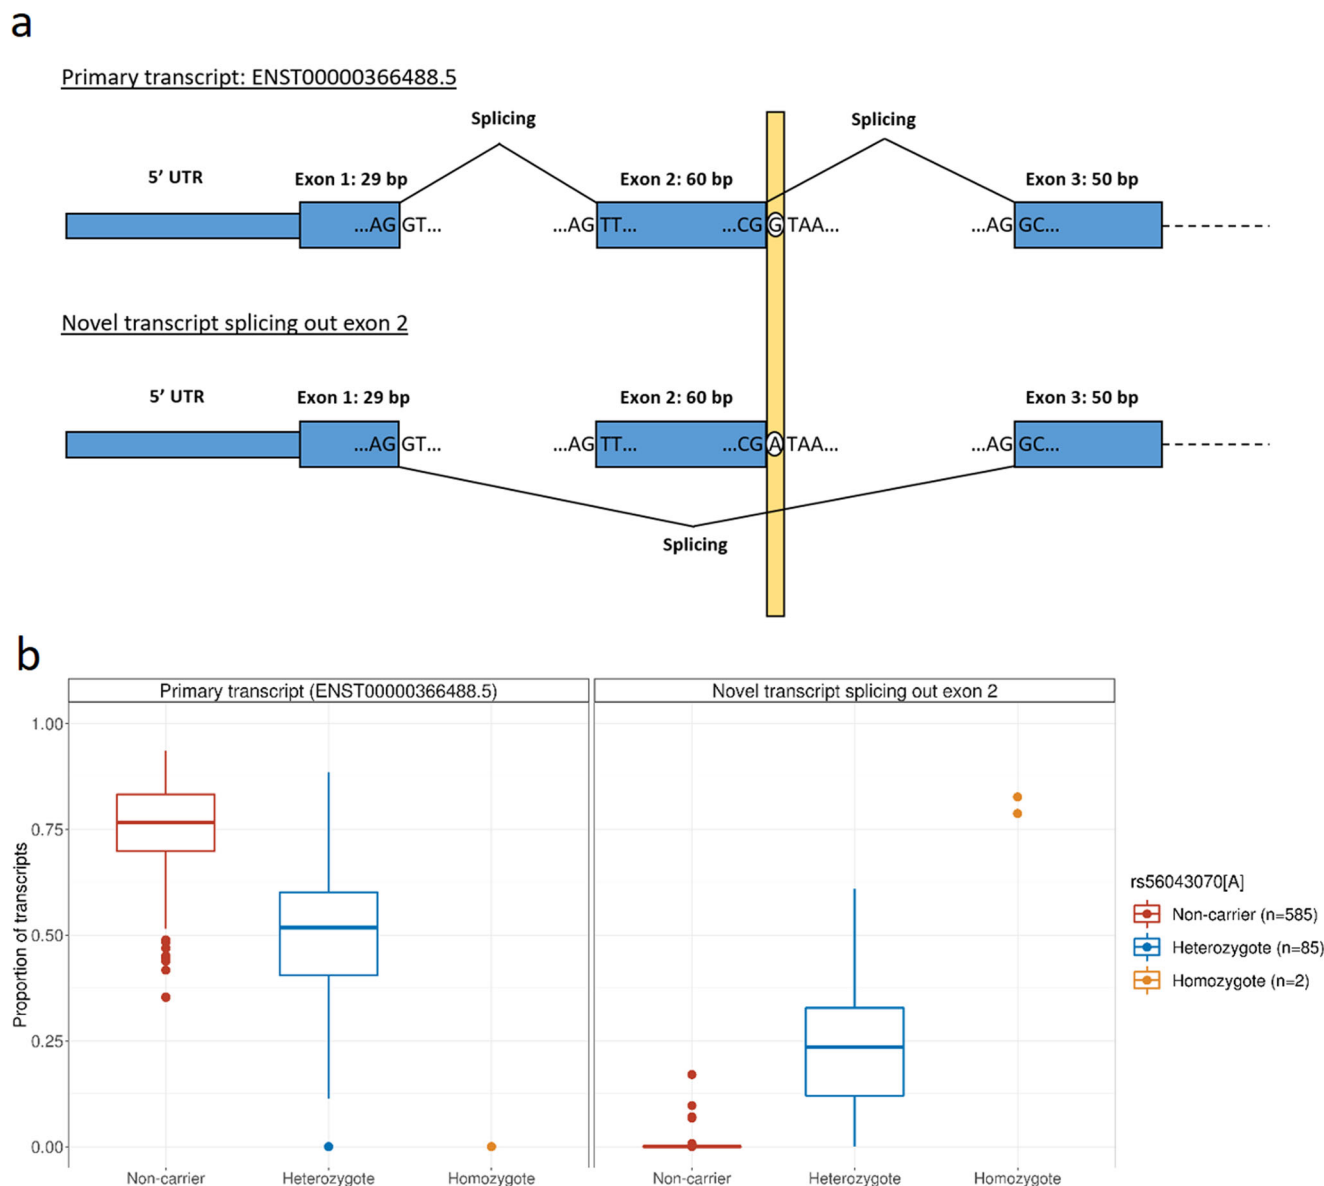 a
Primary transcript: ENST00000366488.5
Splicing
Splicing
5’ UTR
Exon 1: 29 bp
Exon 2: 60 bp
Exon 3: 50 bp
...AG GT... ...AG TT... ...CG G TAA... ...AG GC...
Novel transcript splicing out exon 2
5’ UTR
Exon 1: 29 bp
Exon 2: 60 bp
Exon 3: 50 bp
...AG GT... ...AG TT... ...CG A TAA... ...AG GC...
Splicing
b
Primary transcript (ENST00000366488.5)
Novel transcript splicing out exon 2
Proportion of transcripts
1.00
0.75
0.50
0.25
0.00
Non-carrier
Heterozygote
Homozygote
Non-carrier
Heterozygote
Homozygote
rs56043070[A]
Non-carrier (n=585)
Heterozygote (n=85)
Homozygote (n=2)